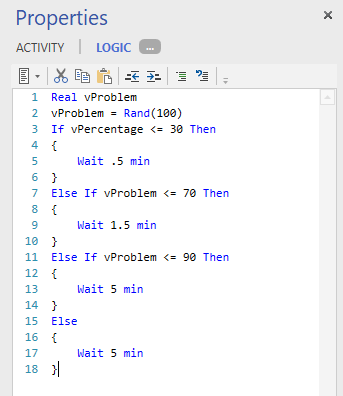 Properties
ACTIVITY LOGIC ...
1 Real vProblem
2 vProblem = Rand(100)
3 If vPercentage <= 30 Then
4 {
5 Wait .5 min
6 }
7 Else If vProblem <= 70 Then
8 {
9 Wait 1.5 min
10 }
11 Else If vProblem <= 90 Then
12 {
13 Wait 5 min
14 }
15 Else
16 {
17 Wait 5 min
18 }